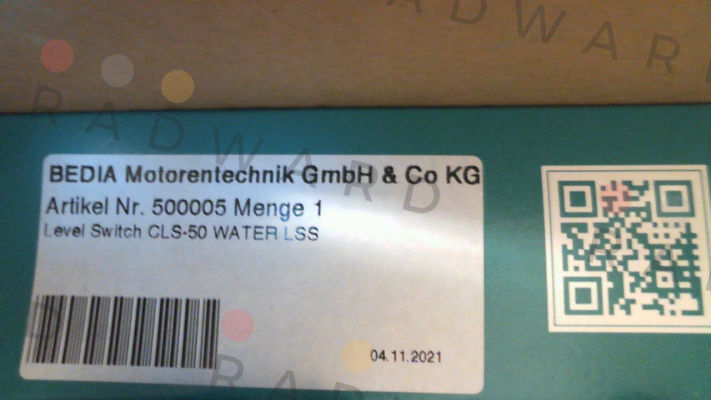 RADWARD
BEDIA Motorentechnik GmbH & Co KG
Artikel Nr. 500005 Menge 1
Level Switch CLS-50 WATER LSS
04.11.2021